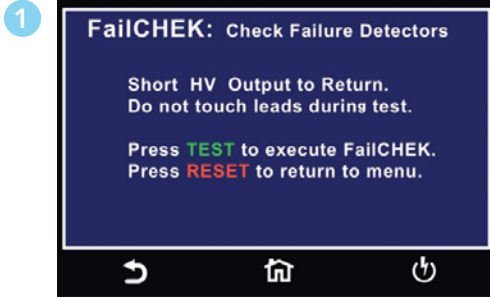 1
FailCHEK: Check Failure Detectors
Short HV Output to Return.
Do not touch leads during test.
Press TEST to execute FailCHEK.
Press RESET to return to menu.